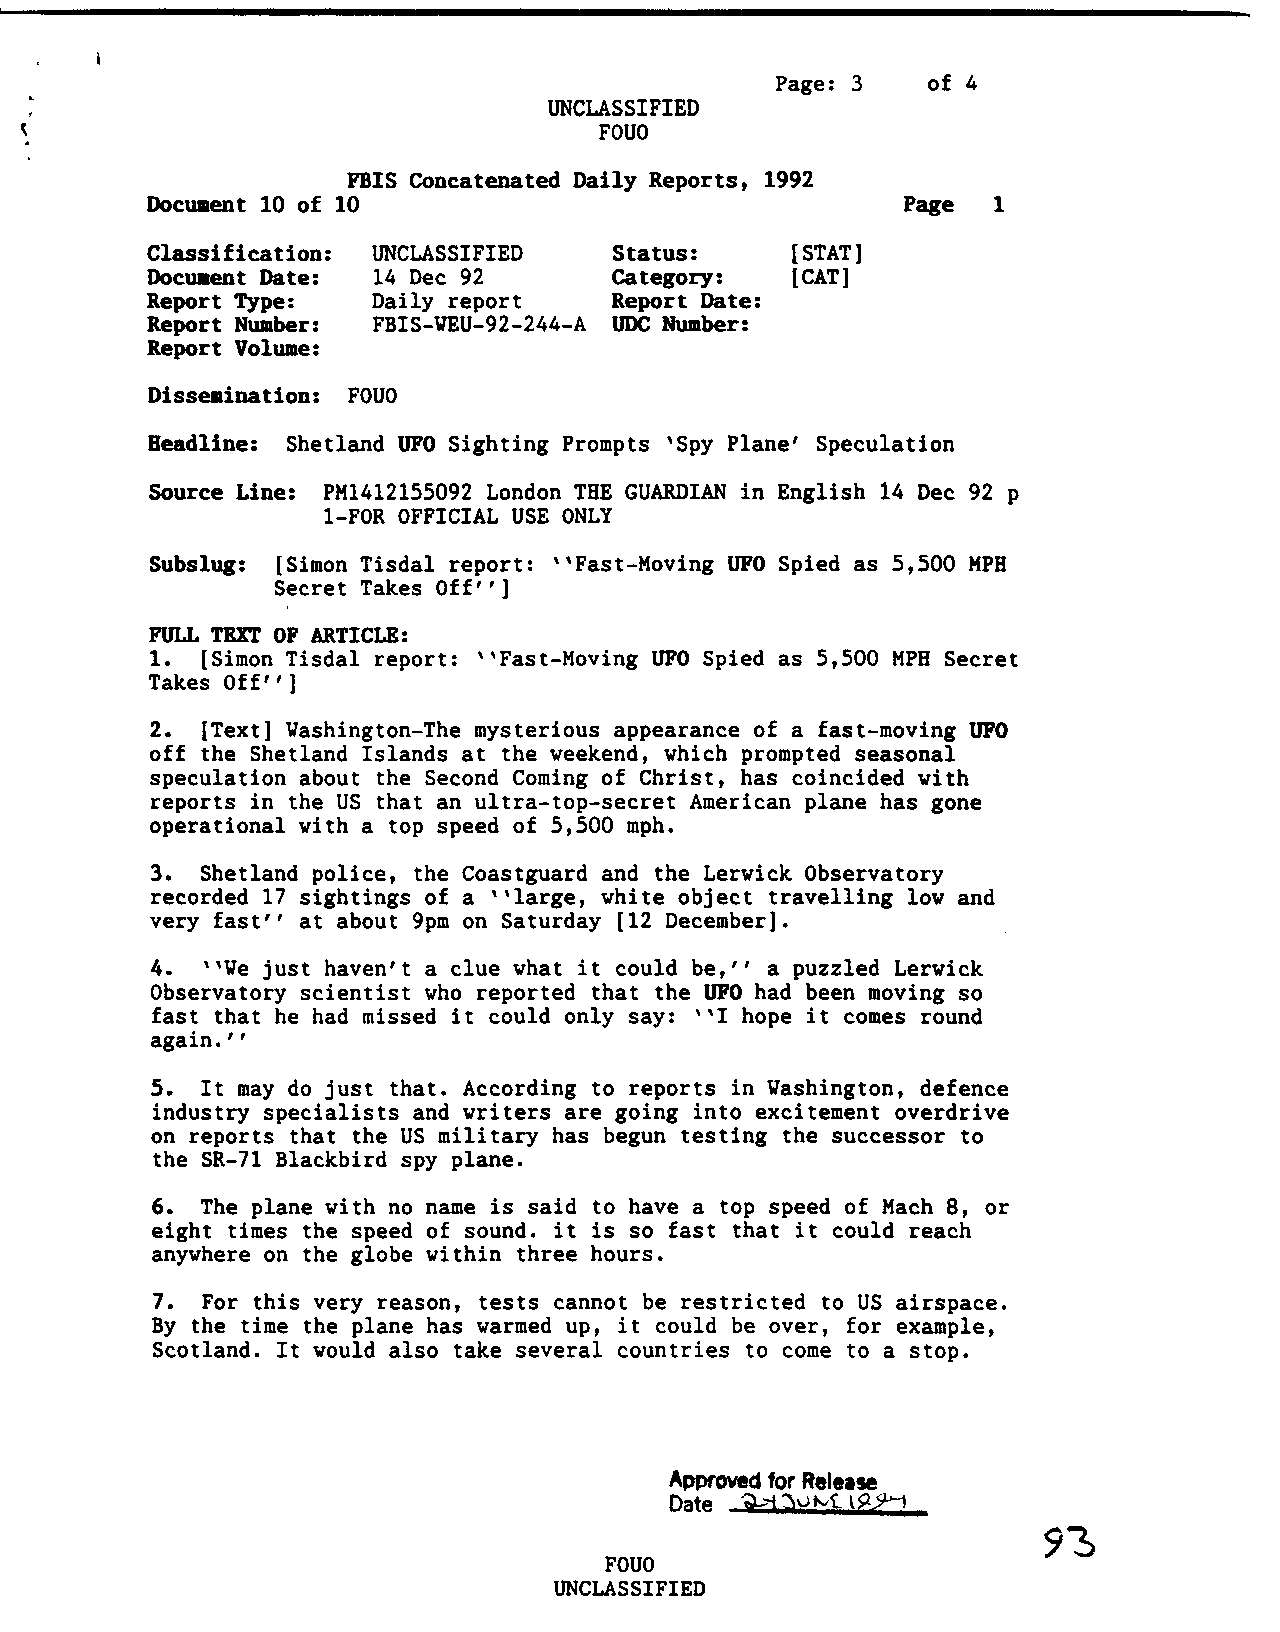 Page: 3 of 4
UNCLASSIFIED
FOUO
FBIS Concatenated Daily Reports, 1992
Document 10 of 10 Page 1
Classification: UNCLASSIFIED Status: [STAT]
Document Date: 14 Dec 92 Category: [CAT]
Report Type: Daily report Report Date:
Report Number: FBIS-WEU-92-244-A UDC Number:
Report Volume:
Dissemination: FOUO
Headline: Shetland UFO Sighting Prompts `Spy Plane' Speculation
Source Line: PM1412155092 London THE GUARDIAN in English 14 Dec 92 p
1-FOR OFFICIAL USE ONLY
Subslug: [Simon Tisdal report: ``Fast-Moving UFO Spied as 5,500 MPH
Secret Takes Off'']
FULL TEXT OF ARTICLE:
1. [Simon Tisdal report: ``Fast-Moving UFO Spied as 5,500 MPH Secret
Takes Off'']
2. [Text] Washington-The mysterious appearance of a fast-moving UFO
off the Shetland Islands at the weekend, which prompted seasonal
speculation about the Second Coming of Christ, has coincided with
reports in the US that an ultra-top-secret American plane has gone
operational with a top speed of 5,500 mph.
3. Shetland police, the Coastguard and the Lerwick Observatory
recorded 17 sightings of a ``large, white object travelling low and
very fast'' at about 9pm on Saturday [12 December].
4. ``We just haven't a clue what it could be,'' a puzzled Lerwick
Observatory scientist who reported that the UFO had been moving so
fast that he had missed it could only say: ``I hope it comes round
again.''
5. It may do just that. According to reports in Washington, defence
industry specialists and writers are going into excitement overdrive
on reports that the US military has begun testing the successor to
the SR-71 Blackbird spy plane.
6. The plane with no name is said to have a top speed of Mach 8, or
eight times the speed of sound. it is so fast that it could reach
anywhere on the globe within three hours.
7. For this very reason, tests cannot be restricted to US airspace.
By the time the plane has warmed up, it could be over, for example,
Scotland. It would also take several countries to come to a stop.
Approved for Release
Date JUNE
93
FOUO
UNCLASSIFIED